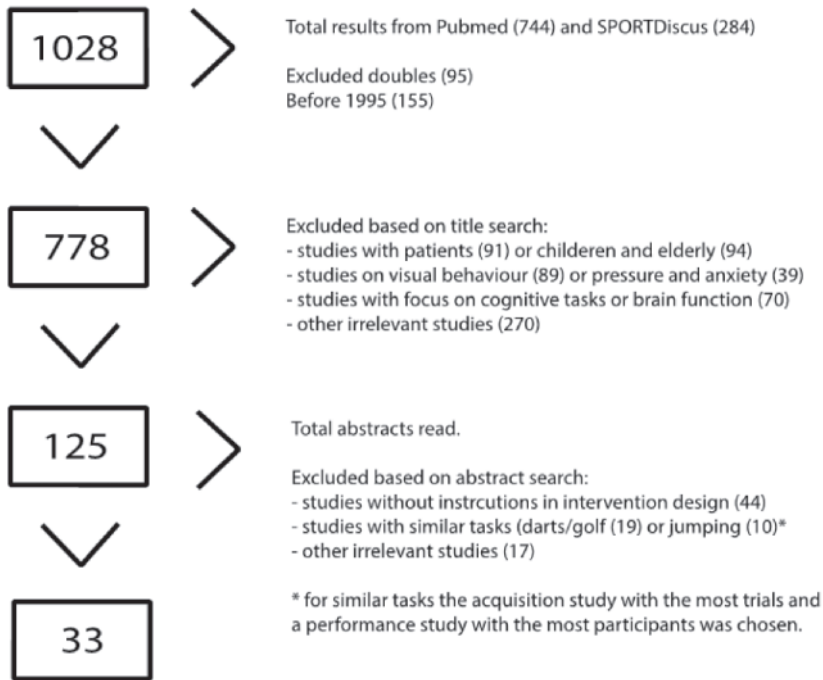 1028
Total results from Pubmed (744) and SPORTDiscus (284)
Excluded doubles (95)
Before 1995 (155)
778
Excluded based on title search:
- studies with patients (91) or childeren and elderly (94)
- studies on visual behaviour (89) or pressure and anxiety (39)
- studies with focus on cognitive tasks or brain function (70)
- other irrelevant studies (270)
125
Total abstracts read.
Excluded based on abstract search:
- studies without instrcutions in intervention design (44)
- studies with similar tasks (darts/golf (19) or jumping (10)*
- other irrelevant studies (17)
33
* for similar tasks the acquisition study with the most trials and
a performance study with the most participants was chosen.